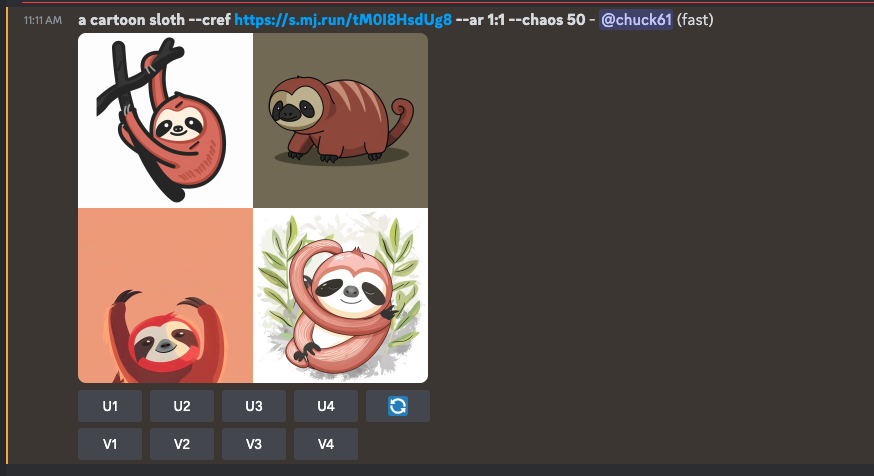 11:11 AM a cartoon sloth --cref https://s.mj.run/tM0I8HsdUg8 --ar 1:1 --chaos 50 - @chuck61 (fast)
U1 U2 U3 U4
V1 V2 V3 V4